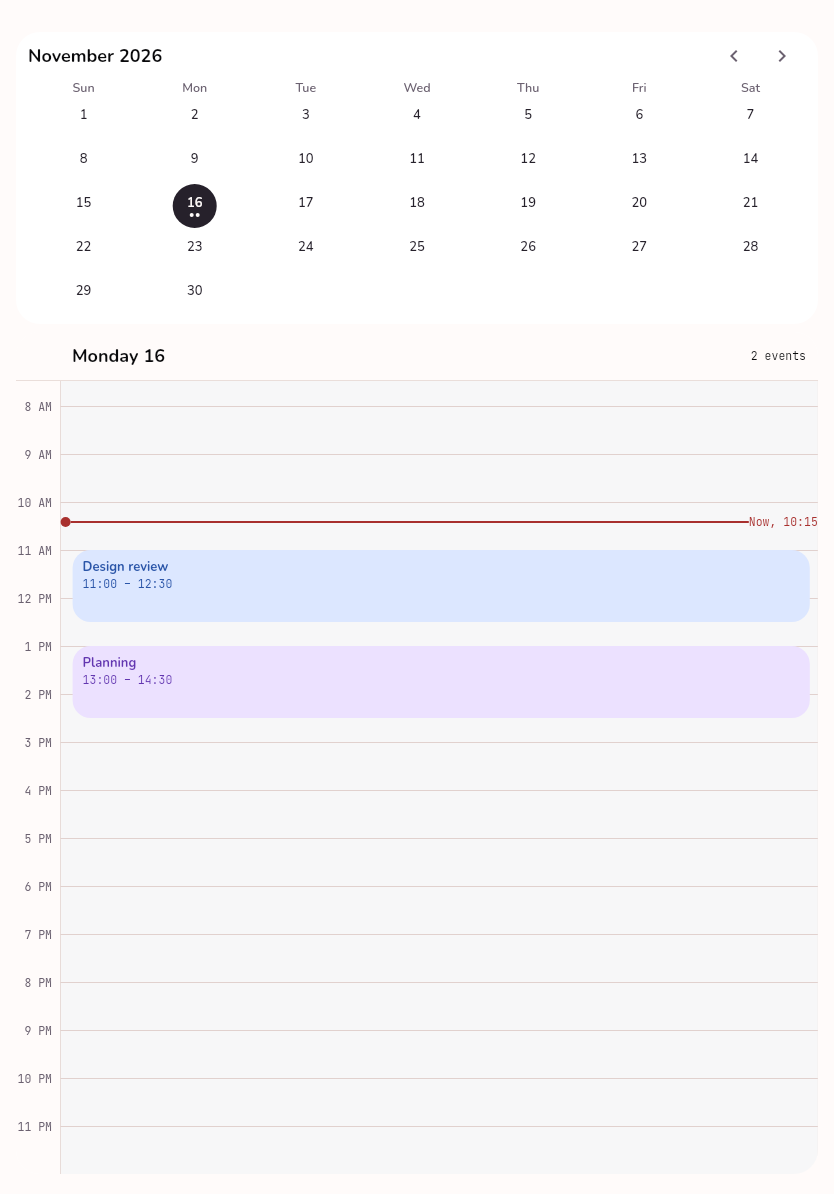 November 2026
Sun Mon Tue Wed Thu Fri Sat
1 2 3 4 5 6 7
8 9 10 11 12 13 14
15 16 17 18 19 20 21
22 23 24 25 26 27 28
29 30
Monday 16 2 events
8 AM
9 AM
10 AM
Now, 10:15
11 AM
Design review
11:00 – 12:30
12 PM
1 PM
Planning
13:00 – 14:30
2 PM
3 PM
4 PM
5 PM
6 PM
7 PM
8 PM
9 PM
10 PM
11 PM